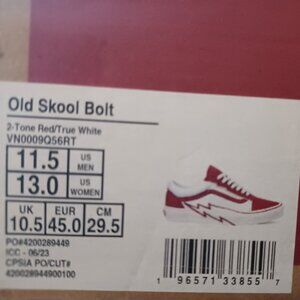 Old Skool Bolt
2-Tone Red/True White
VN0009Q56RT
11.5 US MEN
13.0 US WOMEN
UK EUR CM
10.5 45.0 29.5
PO#4200289449
ICC - 06/23
CPSIA PO/CUT#
420028944900100
1 96571 33855 7